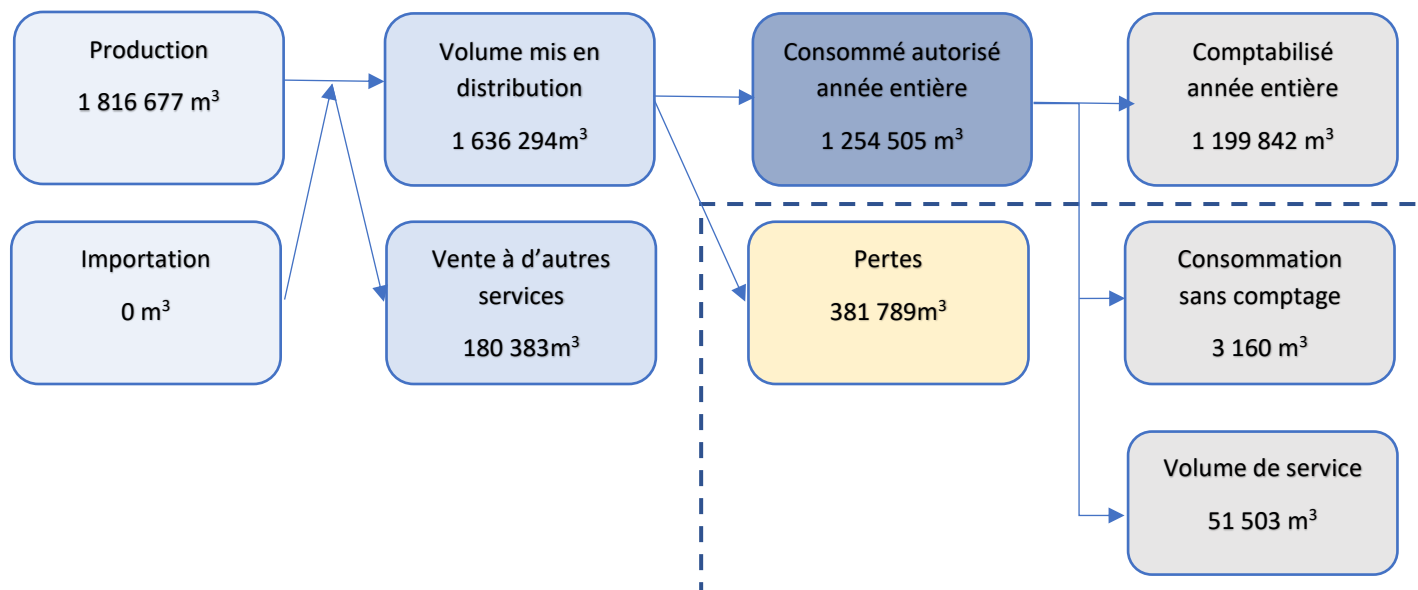 Production
1 816 677 m³
Volume mis en
distribution
1 636 294m³
Consommé autorisé
année entière
1 254 505 m³
Comptabilisé
année entière
1 199 842 m³
Importation
0 m³
Vente à d’autres
services
180 383m³
Pertes
381 789m³
Consommation
sans comptage
3 160 m³
Volume de service
51 503 m³